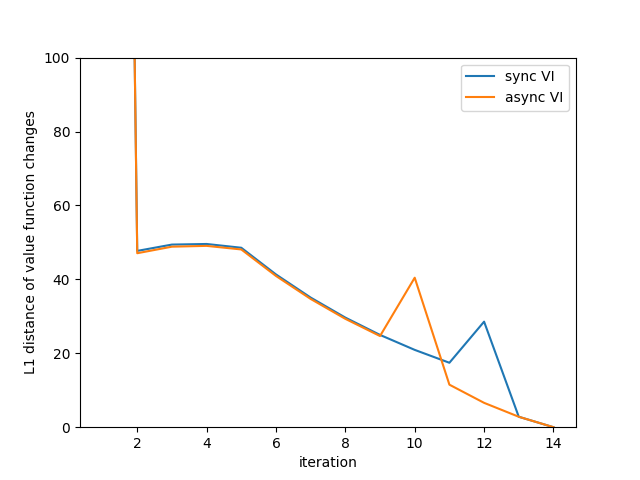 100
80
60
40
20
0
L1 distance of value function changes
sync VI
async VI
2 4 6 8 10 12 14
iteration